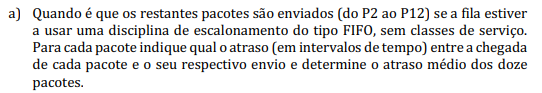 a) Quando é que os restantes pacotes são enviados (do P2 ao P12) se a fila estiver
a usar uma disciplina de escalonamento do tipo FIFO, sem classes de serviço.
Para cada pacote indique qual o atraso (em intervalos de tempo) entre a chegada
de cada pacote e o seu respectivo envio e determine o atraso médio dos doze
pacotes.